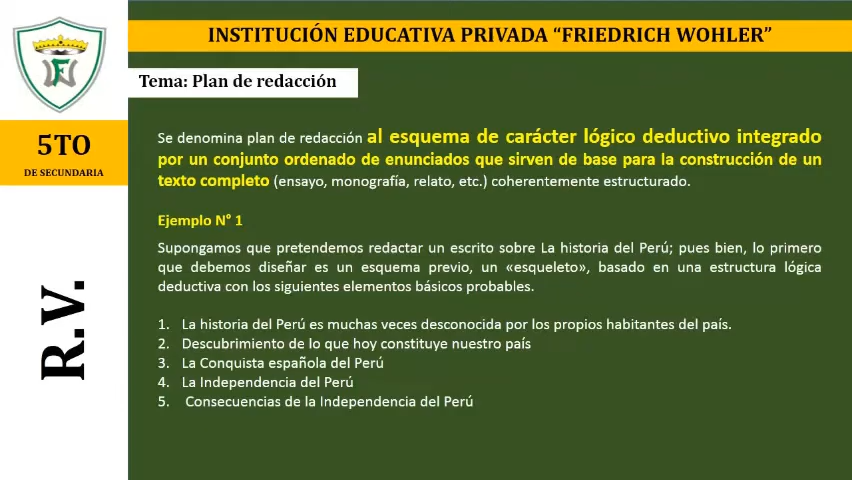 INSTITUCIÓN EDUCATIVA PRIVADA “FRIEDRICH WOHLER”
Tema: Plan de redacción
5TO
DE SECUNDARIA
R.V.
Se denomina plan de redacción al esquema de carácter lógico deductivo integrado
por un conjunto ordenado de enunciados que sirven de base para la construcción de un
texto completo (ensayo, monografía, relato, etc.) coherentemente estructurado.
Ejemplo N° 1
Supongamos que pretendemos redactar un escrito sobre La historia del Perú; pues bien, lo primero
que debemos diseñar es un esquema previo, un «esqueleto», basado en una estructura lógica
deductiva con los siguientes elementos básicos probables.
1. La historia del Perú es muchas veces desconocida por los propios habitantes del país.
2. Descubrimiento de lo que hoy constituye nuestro país
3. La Conquista española del Perú
4. La Independencia del Perú
5. Consecuencias de la Independencia del Perú